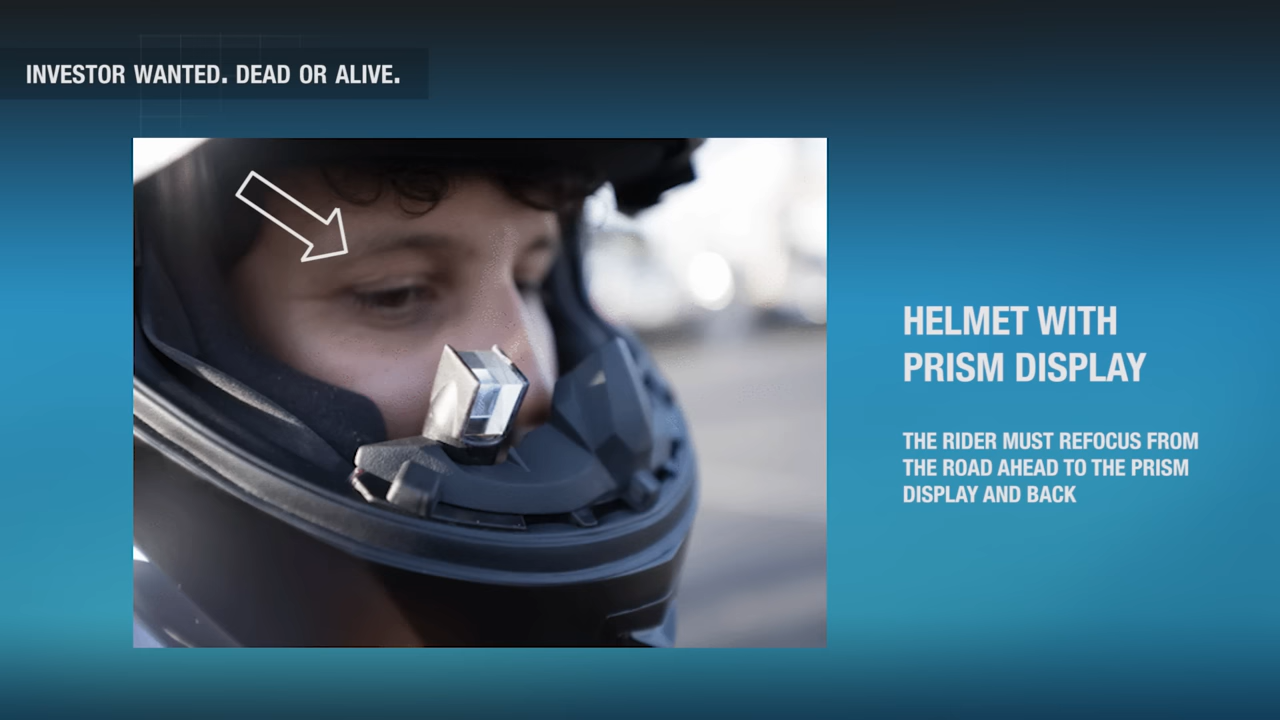 INVESTOR WANTED. DEAD OR ALIVE.
HELMET WITH
PRISM DISPLAY
THE RIDER MUST REFOCUS FROM
THE ROAD AHEAD TO THE PRISM
DISPLAY AND BACK